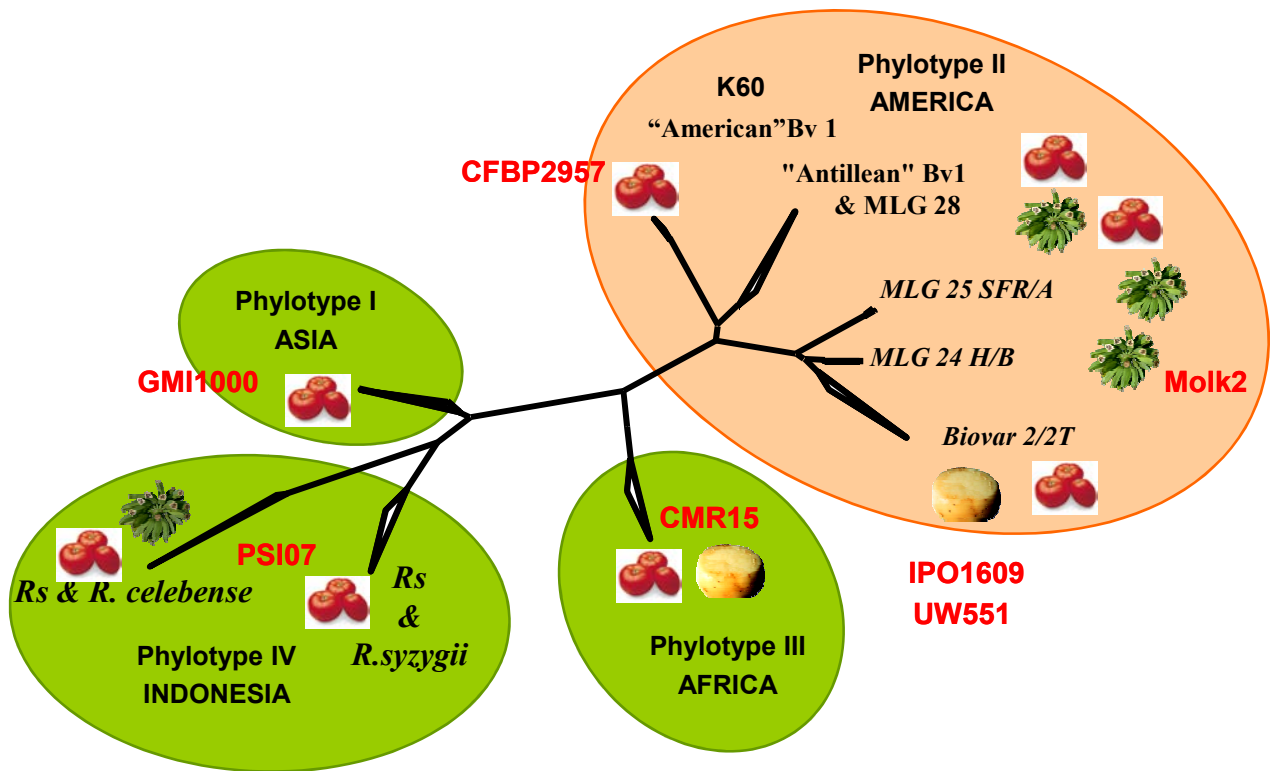 Phylotype II
AMERICA
K60
“American”Bv 1
CFBP2957
"Antillean" Bv1
& MLG 28
MLG 25 SFR/A
MLG 24 H/B
Molk2
Biovar 2/2T
IPO1609
UW551
Phylotype I
ASIA
GMI1000
CMR15
Phylotype III
AFRICA
PSI07
Rs & R. celebense
Rs
&
R.syzygii
Phylotype IV
INDONESIA